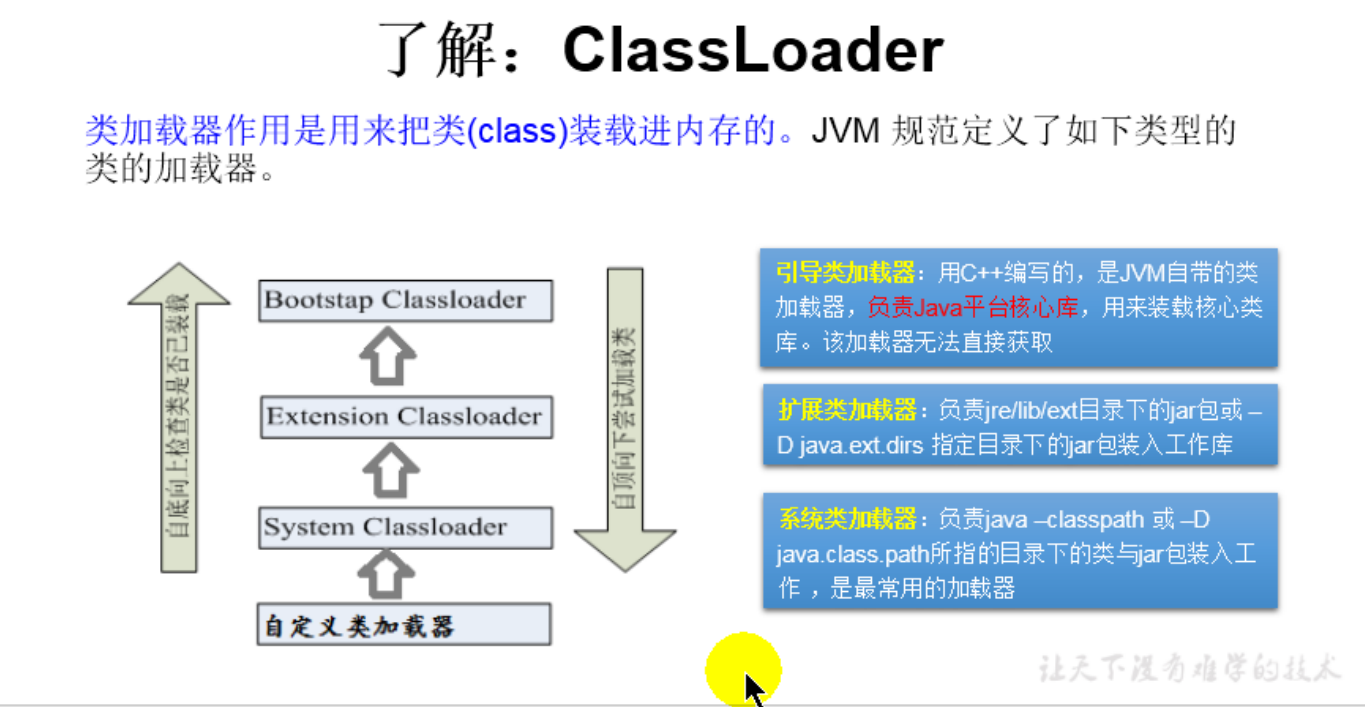 了解：ClassLoader
类加载器作用是用来把类(class)装载进内存的。JVM 规范定义了如下类型的
类的加载器。
自底向上检查类是否已装载
Bootstap Classloader
Extension Classloader
System Classloader
自定义类加载器
自顶向下尝试加载类
引导类加载器：用C++编写的，是JVM自带的类
加载器，负责Java平台核心库，用来装载核心类
库。该加载器无法直接获取
扩展类加载器：负责jre/lib/ext目录下的jar包或 –
D java.ext.dirs 指定目录下的jar包装入工作库
系统类加载器：负责java –classpath 或 –D
java.class.path所指的目录下的类与jar包装入工
作 ，是最常用的加载器
让天下没有难学的技术